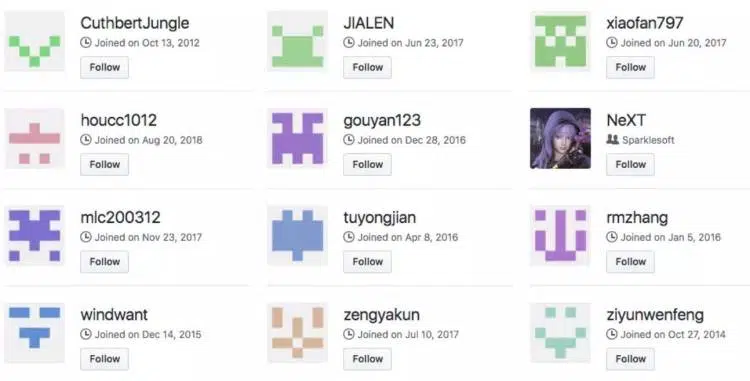 CuthbertJungle
Joined on Oct 13, 2012
Follow
JIALEN
Joined on Jun 23, 2017
Follow
xiaofan797
Joined on Jun 20, 2017
Follow
houcc1012
Joined on Aug 20, 2018
Follow
gouyan123
Joined on Dec 28, 2016
Follow
NeXT
Sparklesoft
Follow
mlc200312
Joined on Nov 23, 2017
Follow
tuyongjian
Joined on Apr 8, 2016
Follow
rmzhang
Joined on Jan 5, 2016
Follow
windwant
Joined on Dec 14, 2015
Follow
zengyakun
Joined on Jul 10, 2017
Follow
ziyunwenfeng
Joined on Oct 27, 2014
Follow